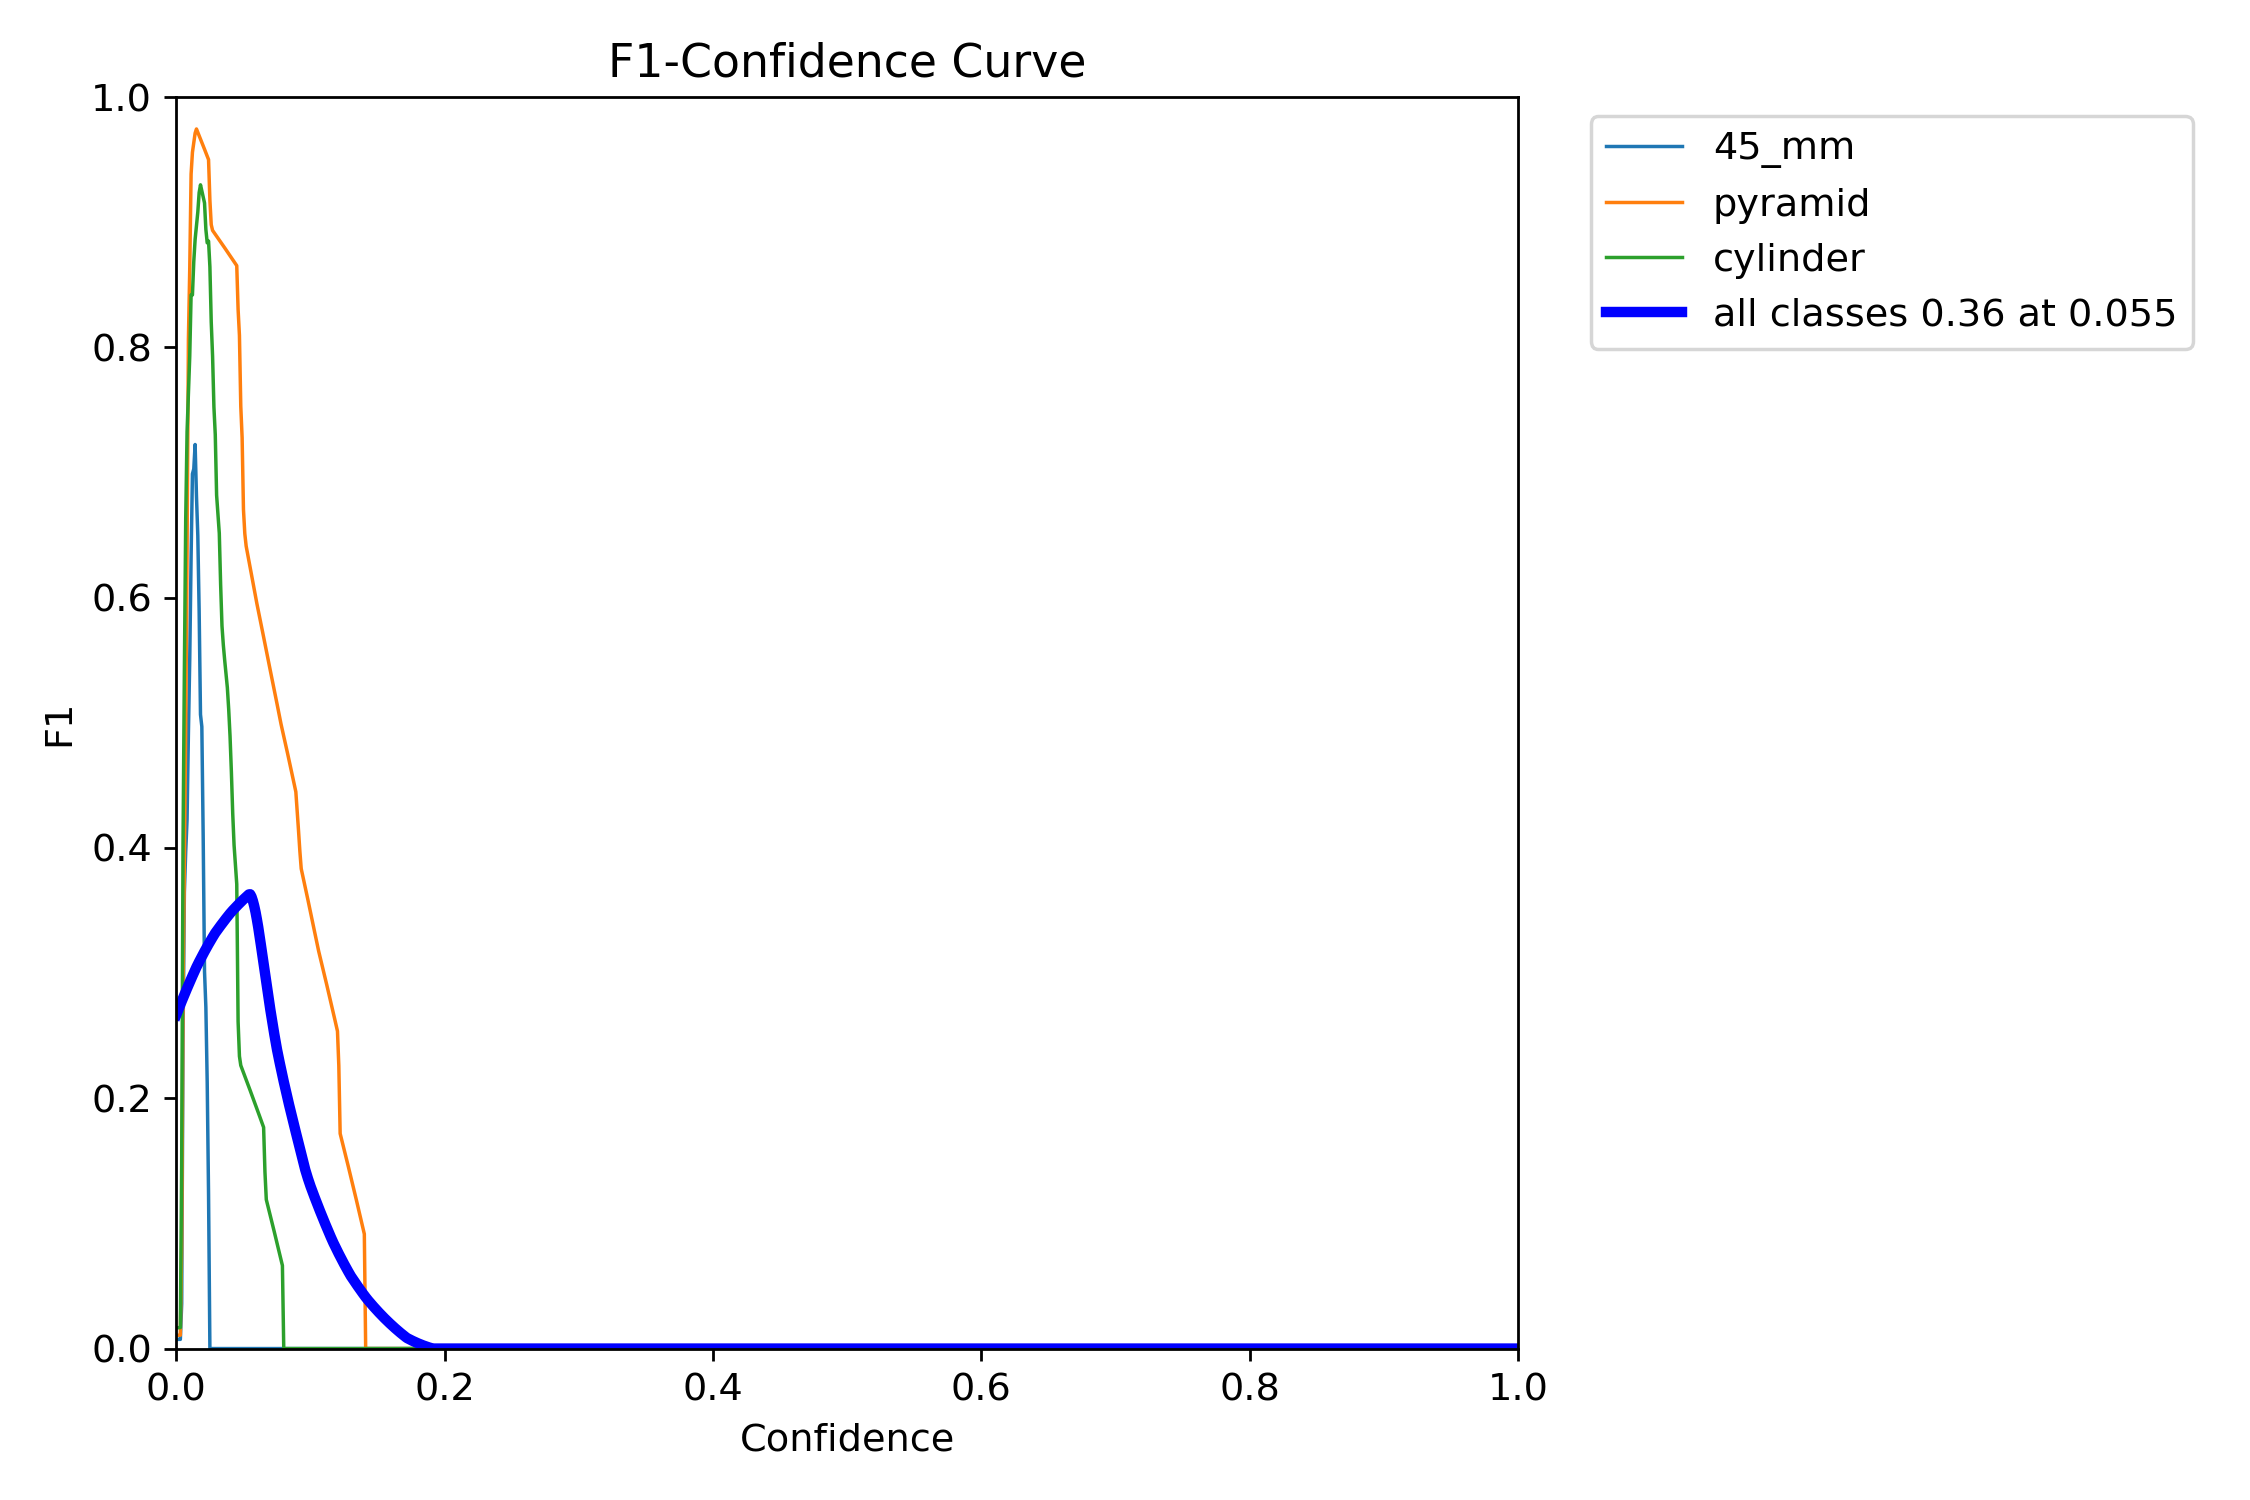 F1-Confidence Curve
1.0
0.8
0.6
0.4
0.2
0.0
F1
0.0 0.2 0.4 0.6 0.8 1.0
Confidence
45_mm
pyramid
cylinder
all classes 0.36 at 0.055